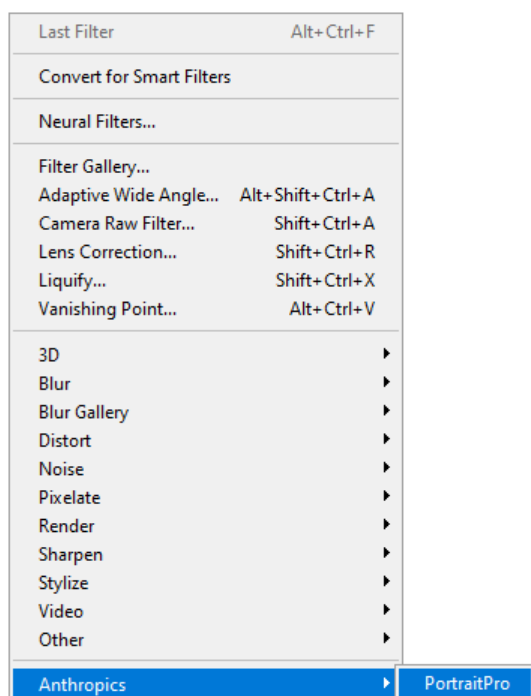 Last Filter Alt+Ctrl+F
Convert for Smart Filters
Neural Filters...
Filter Gallery...
Adaptive Wide Angle... Alt+Shift+Ctrl+A
Camera Raw Filter... Shift+Ctrl+A
Lens Correction... Shift+Ctrl+R
Liquify... Shift+Ctrl+X
Vanishing Point... Alt+Ctrl+V
3D
Blur
Blur Gallery
Distort
Noise
Pixelate
Render
Sharpen
Stylize
Video
Other
Anthropics PortraitPro